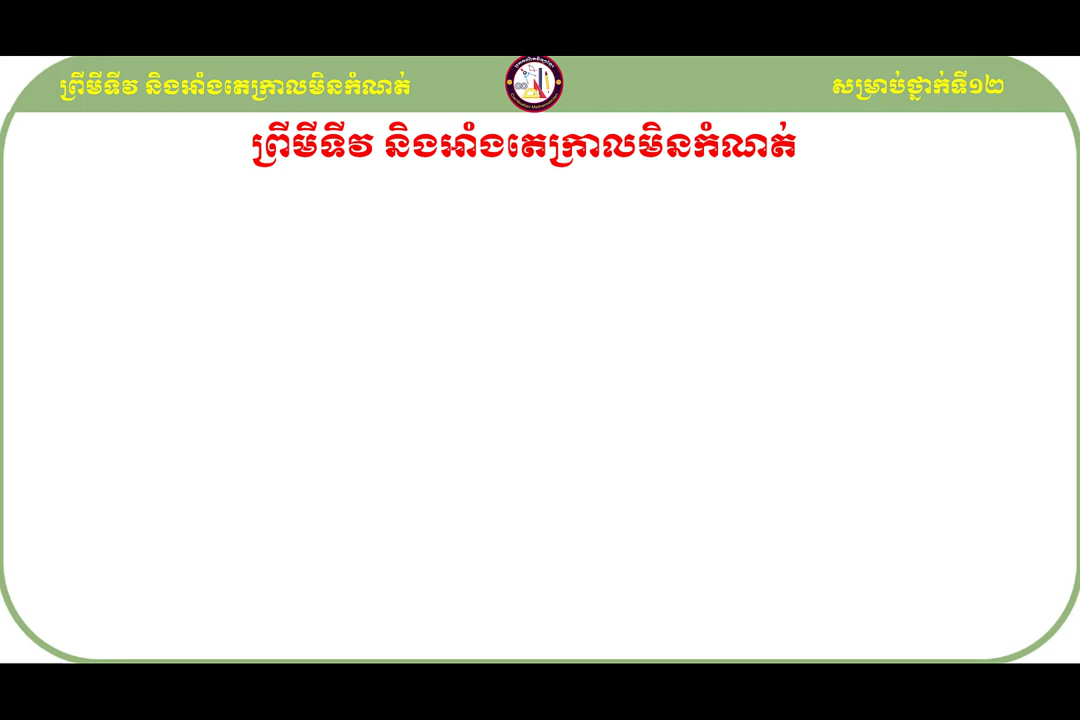 ព្រីមីទីវ និងអាំងតេក្រាលមិនកំណត់
សម្រាប់ថ្នាក់ទី១២
ព្រីមីទីវ និងអាំងតេក្រាលមិនកំណត់